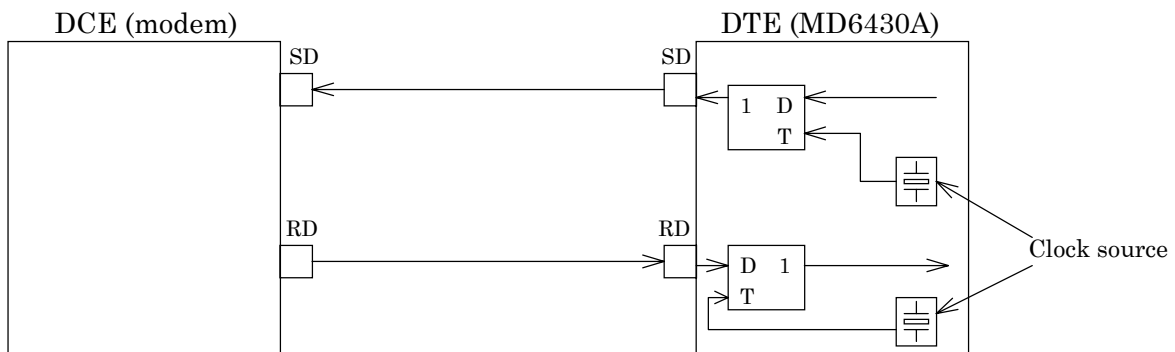 DCE (modem)
DTE (MD6430A)
SD
SD
1 D
T
RD
RD
D 1
T
Clock source